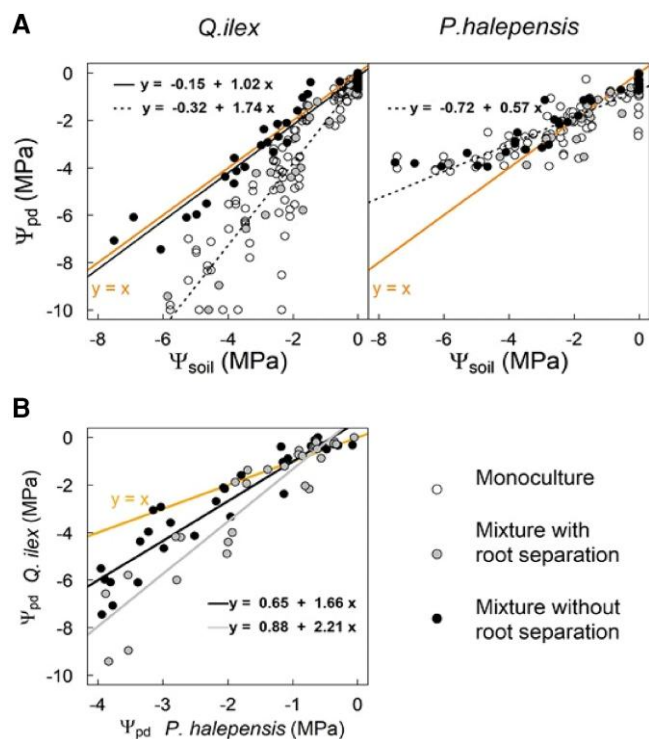 A
Q.ilex
P.halepensis
0
-2
-4
-6
-8
-10
Ψpd (MPa)
y = -0.15 + 1.02 x
y = -0.32 + 1.74 x
y = x
-8 -6 -4 -2 0
Ψsoil (MPa)
y = -0.72 + 0.57 x
y = x
-8 -6 -4 -2 0
Ψsoil (MPa)
B
0
-2
-4
-6
-8
-10
Ψpd Q. ilex (MPa)
y = x
y = 0.65 + 1.66 x
y = 0.88 + 2.21 x
-4 -3 -2 -1 0
Ψpd P. halepensis (MPa)
Monoculture
Mixture with
root separation
Mixture without
root separation